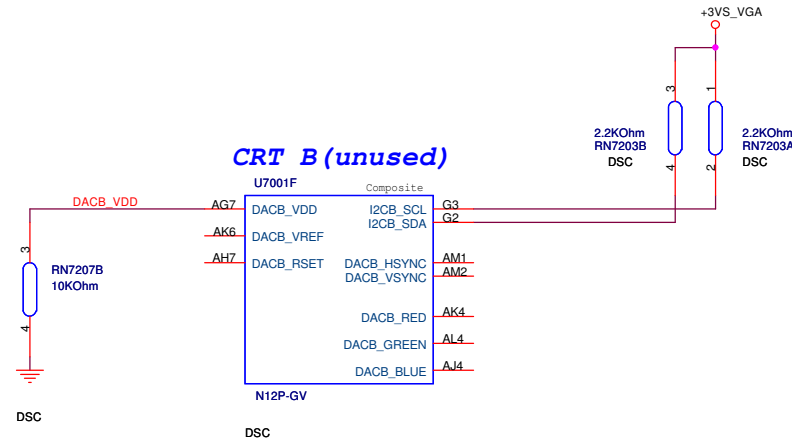 +3VS_VGA
3
1
2.2KOhm
RN7203B
DSC
2.2KOhm
RN7203A
DSC
4
2
CRT B(unused)
U7001F
Composite
DACB_VDD
AG7
DACB_VDD
I2CB_SCL
G3
I2CB_SDA
G2
AK6
DACB_VREF
AH7
DACB_RSET
DACB_HSYNC
AM1
DACB_VSYNC
AM2
3
RN7207B
10KOhm
4
DACB_RED
AK4
DACB_GREEN
AL4
DACB_BLUE
AJ4
N12P-GV
DSC
DSC